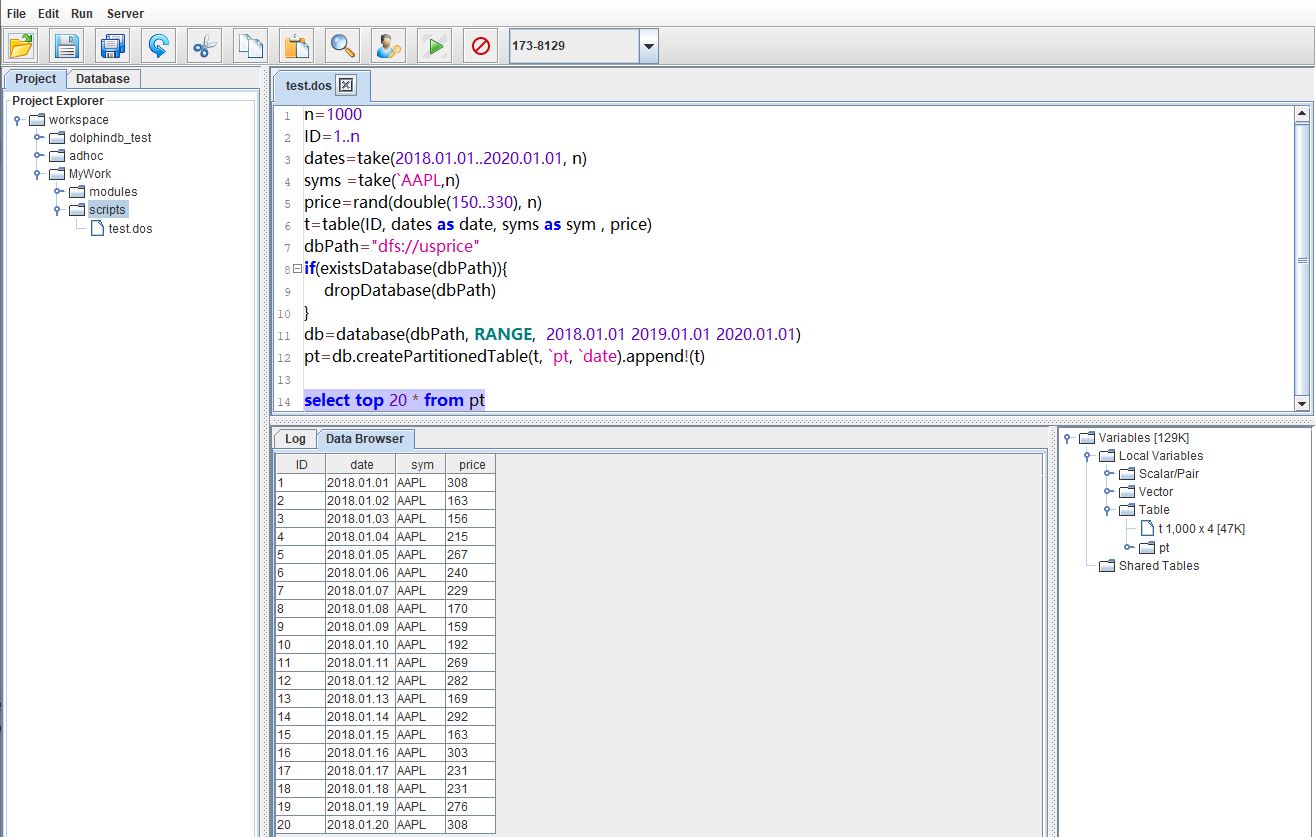 File Edit Run Server
173-8129
Project Database
Project Explorer
workspace
dolphindb_test
adhoc
MyWork
modules
scripts
test.dos
test.dos
1 n=1000
2 ID=1..n
3 dates=take(2018.01.01..2020.01.01, n)
4 syms =take(`AAPL,n)
5 price=rand(double(150..330), n)
6 t=table(ID, dates as date, syms as sym , price)
7 dbPath="dfs://usprice"
8 if(existsDatabase(dbPath)){
9 dropDatabase(dbPath)
10 }
11 db=database(dbPath, RANGE,  2018.01.01 2019.01.01 2020.01.01)
12 pt=db.createPartitionedTable(t, `pt, `date).append!(t)
13
14 select top 20 * from pt
Log Data Browser
ID date sym price
1 2018.01.01 AAPL 308
2 2018.01.02 AAPL 163
3 2018.01.03 AAPL 156
4 2018.01.04 AAPL 215
5 2018.01.05 AAPL 267
6 2018.01.06 AAPL 240
7 2018.01.07 AAPL 229
8 2018.01.08 AAPL 170
9 2018.01.09 AAPL 159
10 2018.01.10 AAPL 192
11 2018.01.11 AAPL 269
12 2018.01.12 AAPL 282
13 2018.01.13 AAPL 169
14 2018.01.14 AAPL 292
15 2018.01.15 AAPL 163
16 2018.01.16 AAPL 303
17 2018.01.17 AAPL 231
18 2018.01.18 AAPL 231
19 2018.01.19 AAPL 276
20 2018.01.20 AAPL 308
Variables [129K]
Local Variables
Scalar/Pair
Vector
Table
t 1,000 x 4 [47K]
pt
Shared Tables